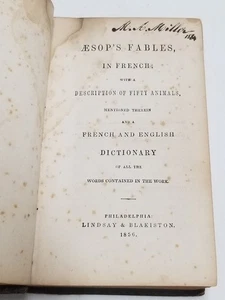 M. A. Miller
ÆSOP'S FABLES,
IN FRENCH;
WITH A
DESCRIPTION OF FIFTY ANIMALS,
MENTIONED THEREIN
AND A
FRENCH AND ENGLISH
DICTIONARY
OF ALL THE
WORDS CONTAINED IN THE WORK.
PHILADELPHIA:
LINDSAY & BLAKISTON.
1856.